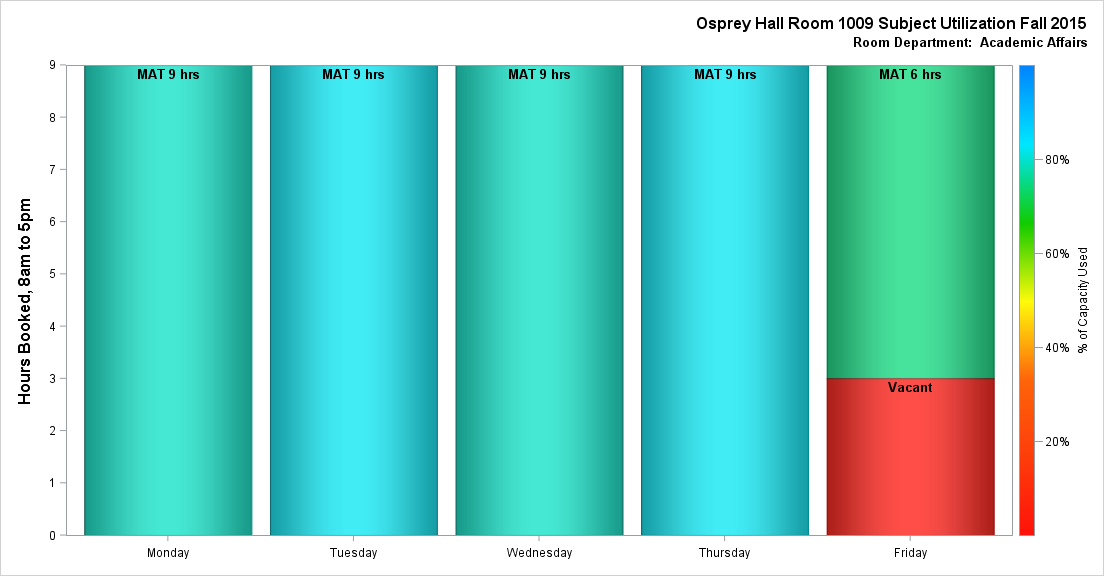 Osprey Hall Room 1009 Subject Utilization Fall 2015
Room Department:  Academic Affairs
Hours Booked, 8am to 5pm
9
8
7
6
5
4
3
2
1
0
MAT 9 hrs
MAT 9 hrs
MAT 9 hrs
MAT 9 hrs
MAT 6 hrs
Vacant
Monday
Tuesday
Wednesday
Thursday
Friday
80%
60%
40%
20%
% of Capacity Used